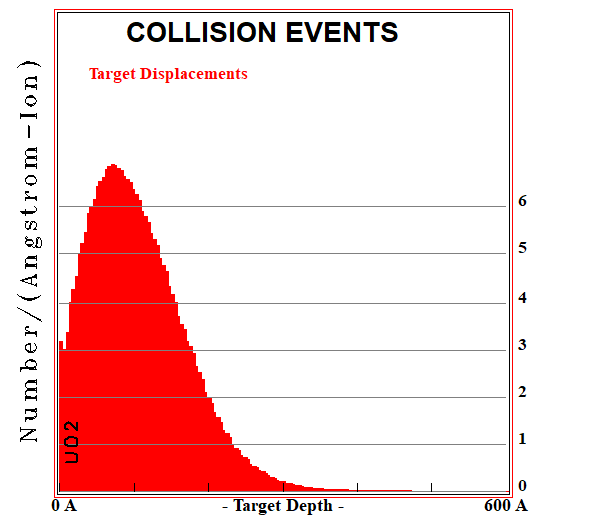 COLLISION EVENTS
Target Displacements
Number/(Angstrom-Ion)
6
5
4
3
2
1
0
UO2
0 A
- Target Depth -
600 A